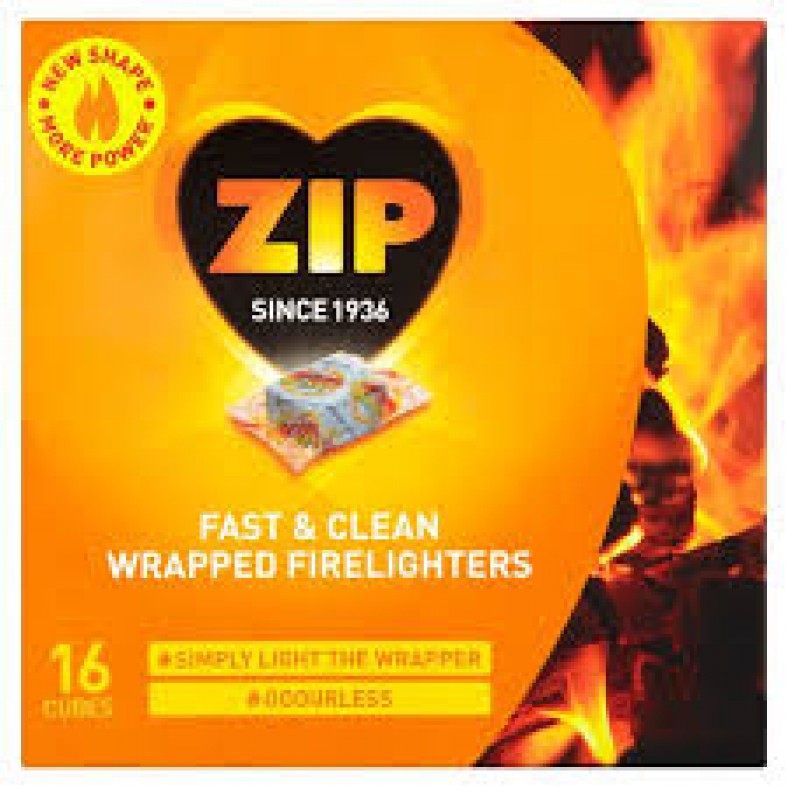 NEW SHAPE
MORE POWER
ZIP
SINCE 1936
FAST & CLEAN
WRAPPED FIRELIGHTERS
16
CUBES
#SIMPLY LIGHT THE WRAPPER
#ODOURLESS